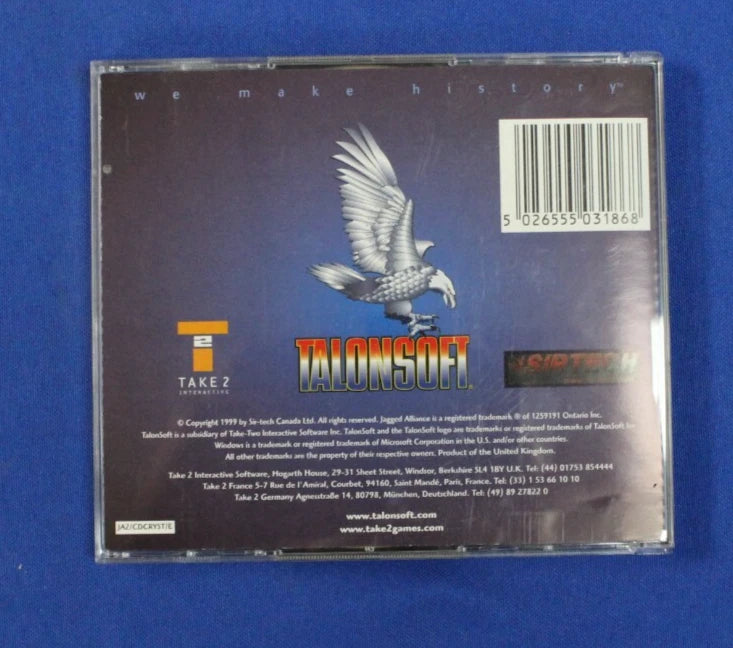 we make history™
5 026555 031868
T2
TAKE 2
INTERACTIVE
TALONSOFT
SIRTECH
© Copyright 1999 by Sir-tech Canada Ltd. All rights reserved. Jagged Alliance is a registered trademark ® of 1259191 Ontario Inc.
TalonSoft is a subsidiary of Take-Two Interactive Software Inc. TalonSoft and the TalonSoft logo are trademarks or registered trademarks of TalonSoft
Windows is a trademark or registered trademark of Microsoft Corporation in the U.S. and/or other countries.
All other trademarks are the property of their respective owners. Product of the United Kingdom.
Take 2 Interactive Software, Hogarth House, 29-31 Sheet Street, Windsor, Berkshire SL4 1BY U.K. Tel: (44) 01753 854444
Take 2 France 5-7 Rue de l'Amiral, Courbet, 94160, Saint Mandé, Paris, France. Tel: (33) 1 53 66 10 10
Take 2 Germany Agnesstraße 14, 80798, München, Deutschland. Tel: (49) 89 27822 0
www.talonsoft.com
www.take2games.com
JA2/CDCRYST/E